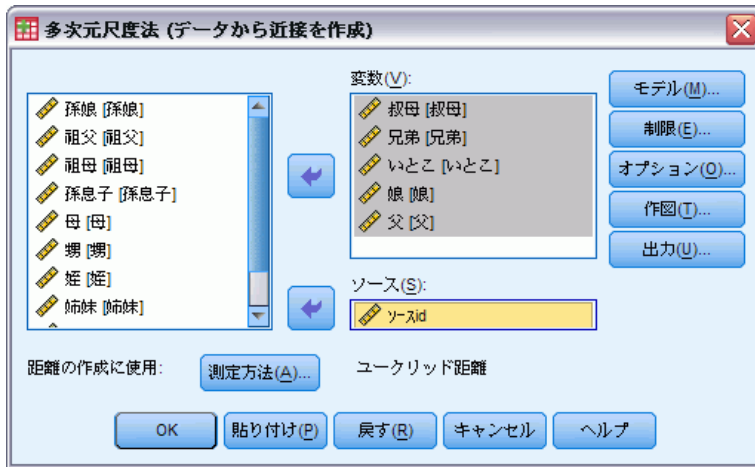 多次元尺度法 (データから近接を作成)
孫娘 [孫娘]
祖父 [祖父]
祖母 [祖母]
孫息子 [孫息子]
母 [母]
甥 [甥]
姪 [姪]
姉妹 [姉妹]
変数(V):
叔母 [叔母]
兄弟 [兄弟]
いとこ [いとこ]
娘 [娘]
父 [父]
ソース(S):
ソースid
モデル(M)...
制限(E)...
オプション(O)...
作図(T)...
出力(U)...
距離の作成に使用:
測定方法(A)...
ユークリッド距離
OK
貼り付け(P)
戻す(R)
キャンセル
ヘルプ